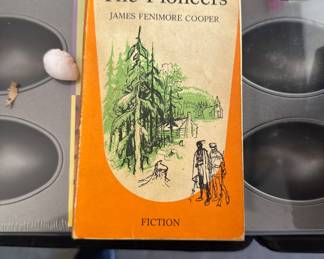 The Pioneers
JAMES FENIMORE COOPER
FICTION